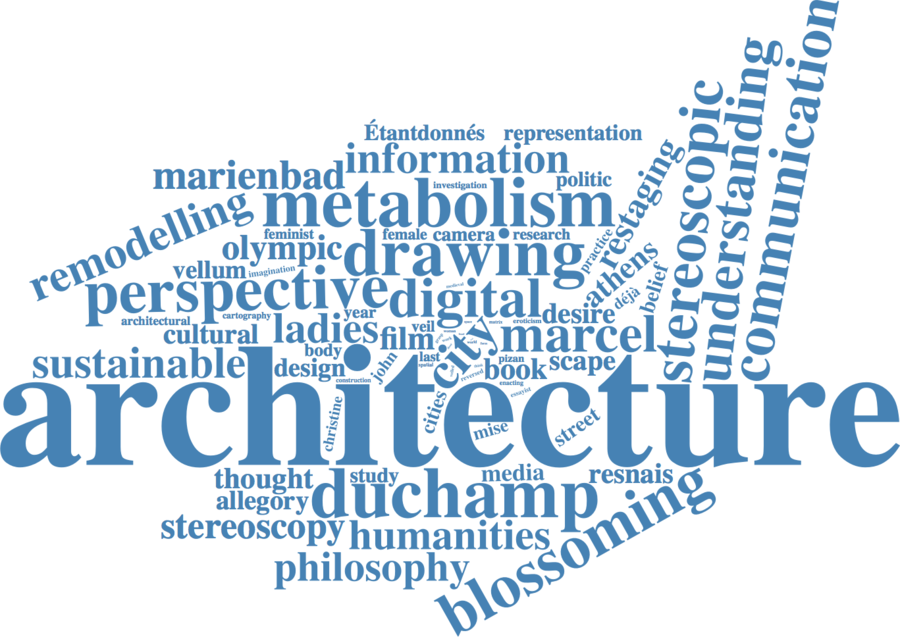 communication
understanding
stereoscopic
Étantdonnés
representation
restaging
information
marienbad
investigation
politic
metabolism
remodelling
feminist
female
camera
research
practice
olympic
drawing
athens
vellum
imagination
belief
déjà
perspective
digital
desire
architectural
cartography
year
cultural
ladies
film
veil
eroticism
marcel
city
sustainable
body
design
construction
john
last
spatial
pizan
book
scape
reversed
enacting
architecture
christine
cities
mise
street
thought
study
media
resnais
allegory
duchamp
blossoming
stereoscopy
humanities
philosophy